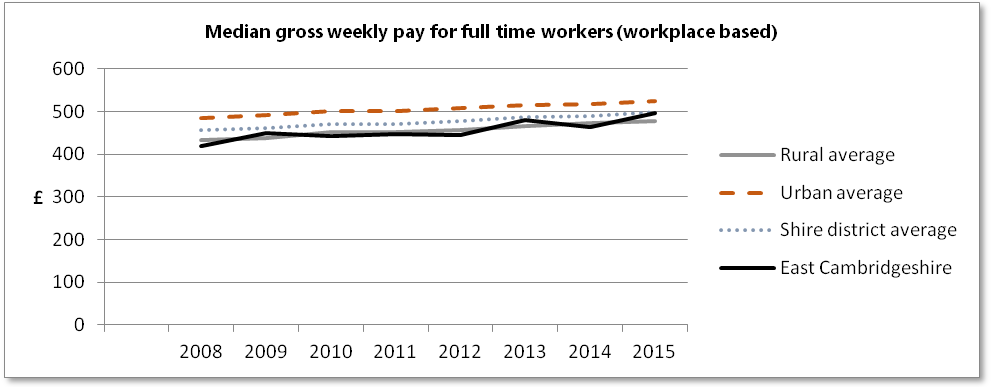 Median gross weekly pay for full time workers (workplace based)
600
500
400
£ 300
200
100
0
2008 2009 2010 2011 2012 2013 2014 2015
Rural average
Urban average
Shire district average
East Cambridgeshire